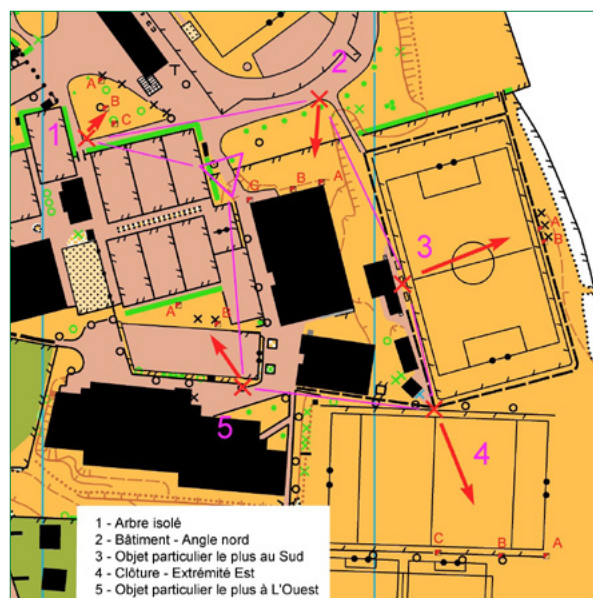 2
A
B
C
1
T
C
B
A
3
A
B
A
B
5
4
C
B
A
1 - Arbre isolé
2 - Bâtiment - Angle nord
3 - Objet particulier le plus au Sud
4 - Clôture - Extrémité Est
5 - Objet particulier le plus à L'Ouest